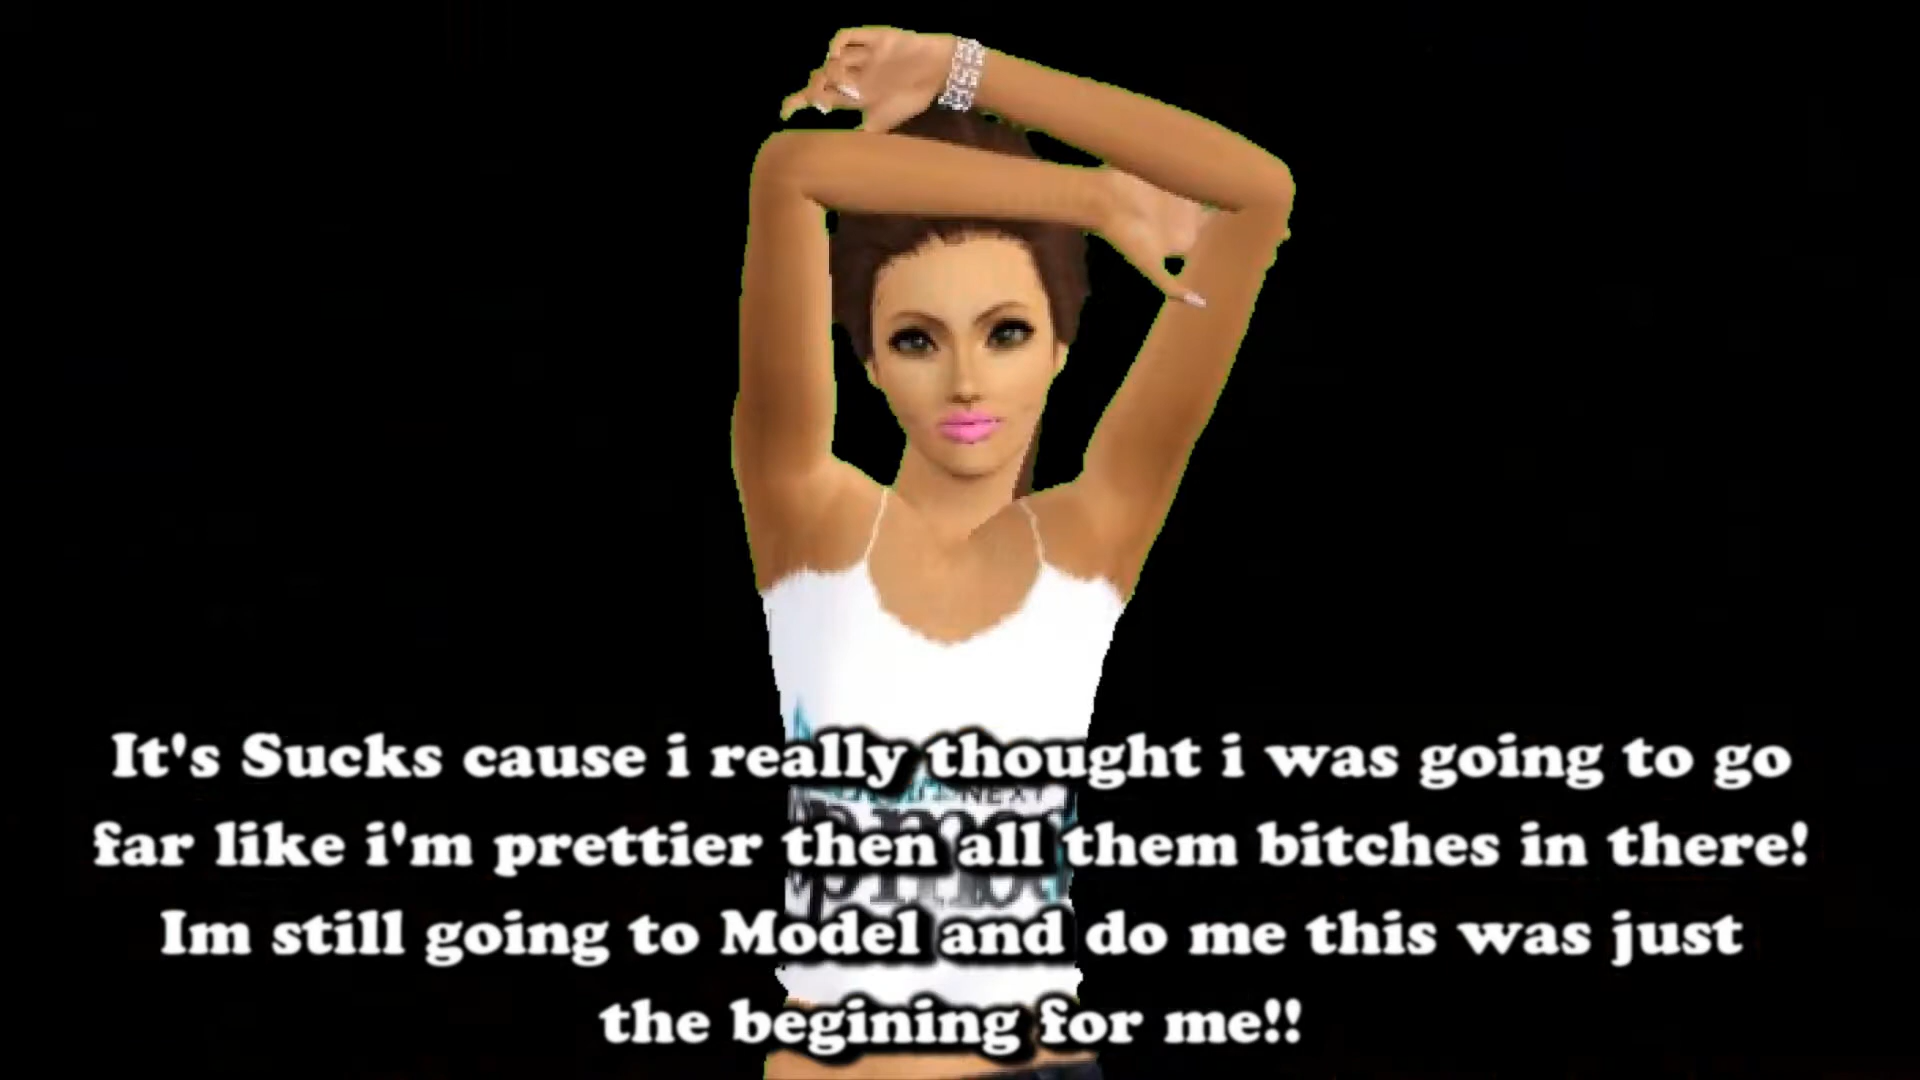 It's Sucks cause i really thought i was going to go
far like i'm prettier then all them bitches in there!
Im still going to Model and do me this was just
the begining for me!!
NEXT